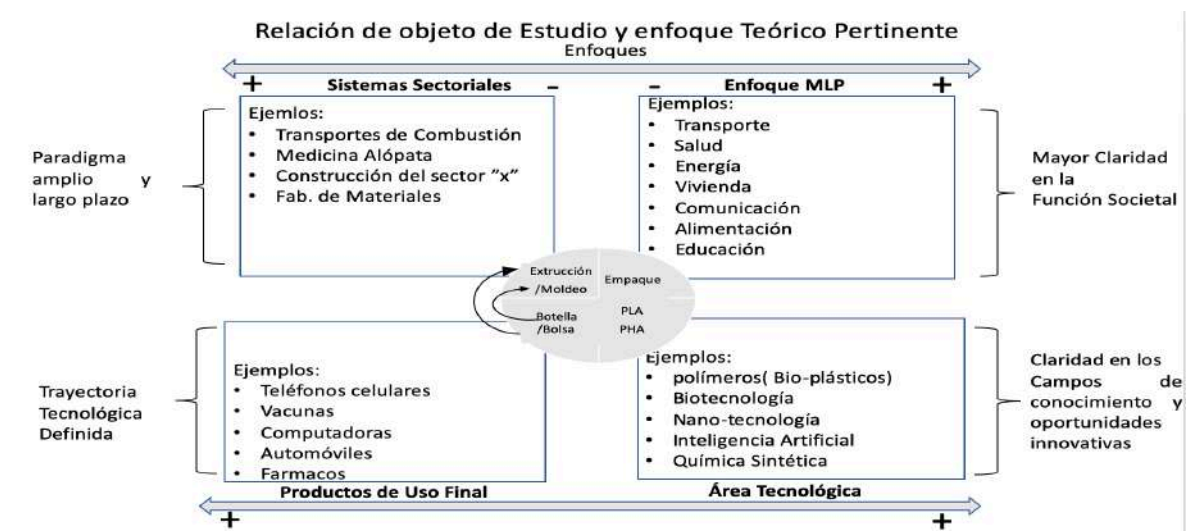 Relación de objeto de Estudio y enfoque Teórico Pertinente
Enfoques
+ Sistemas Sectoriales - - Enfoque MLP +
Paradigma
amplio y
largo plazo
Ejemlos:
• Transportes de Combustión
• Medicina Alópata
• Construcción del sector "x"
• Fab. de Materiales
Ejemplos:
• Transporte
• Salud
• Energía
• Vivienda
• Comunicación
• Alimentación
• Educación
Mayor Claridad
en la
Función Societal
Extrucción
/Moldeo
Empaque
Botella
/Bolsa
PLA
PHA
Trayectoria
Tecnológica
Definida
Ejemplos:
• Teléfonos celulares
• Vacunas
• Computadoras
• Automóviles
• Farmacos
Ejemplos:
• polímeros( Bio-plásticos)
• Biotecnología
• Nano-tecnología
• Inteligencia Artificial
• Química Sintética
Claridad en los
Campos de
conocimiento y
oportunidades
innovativas
Productos de Uso Final Área Tecnológica
+ +